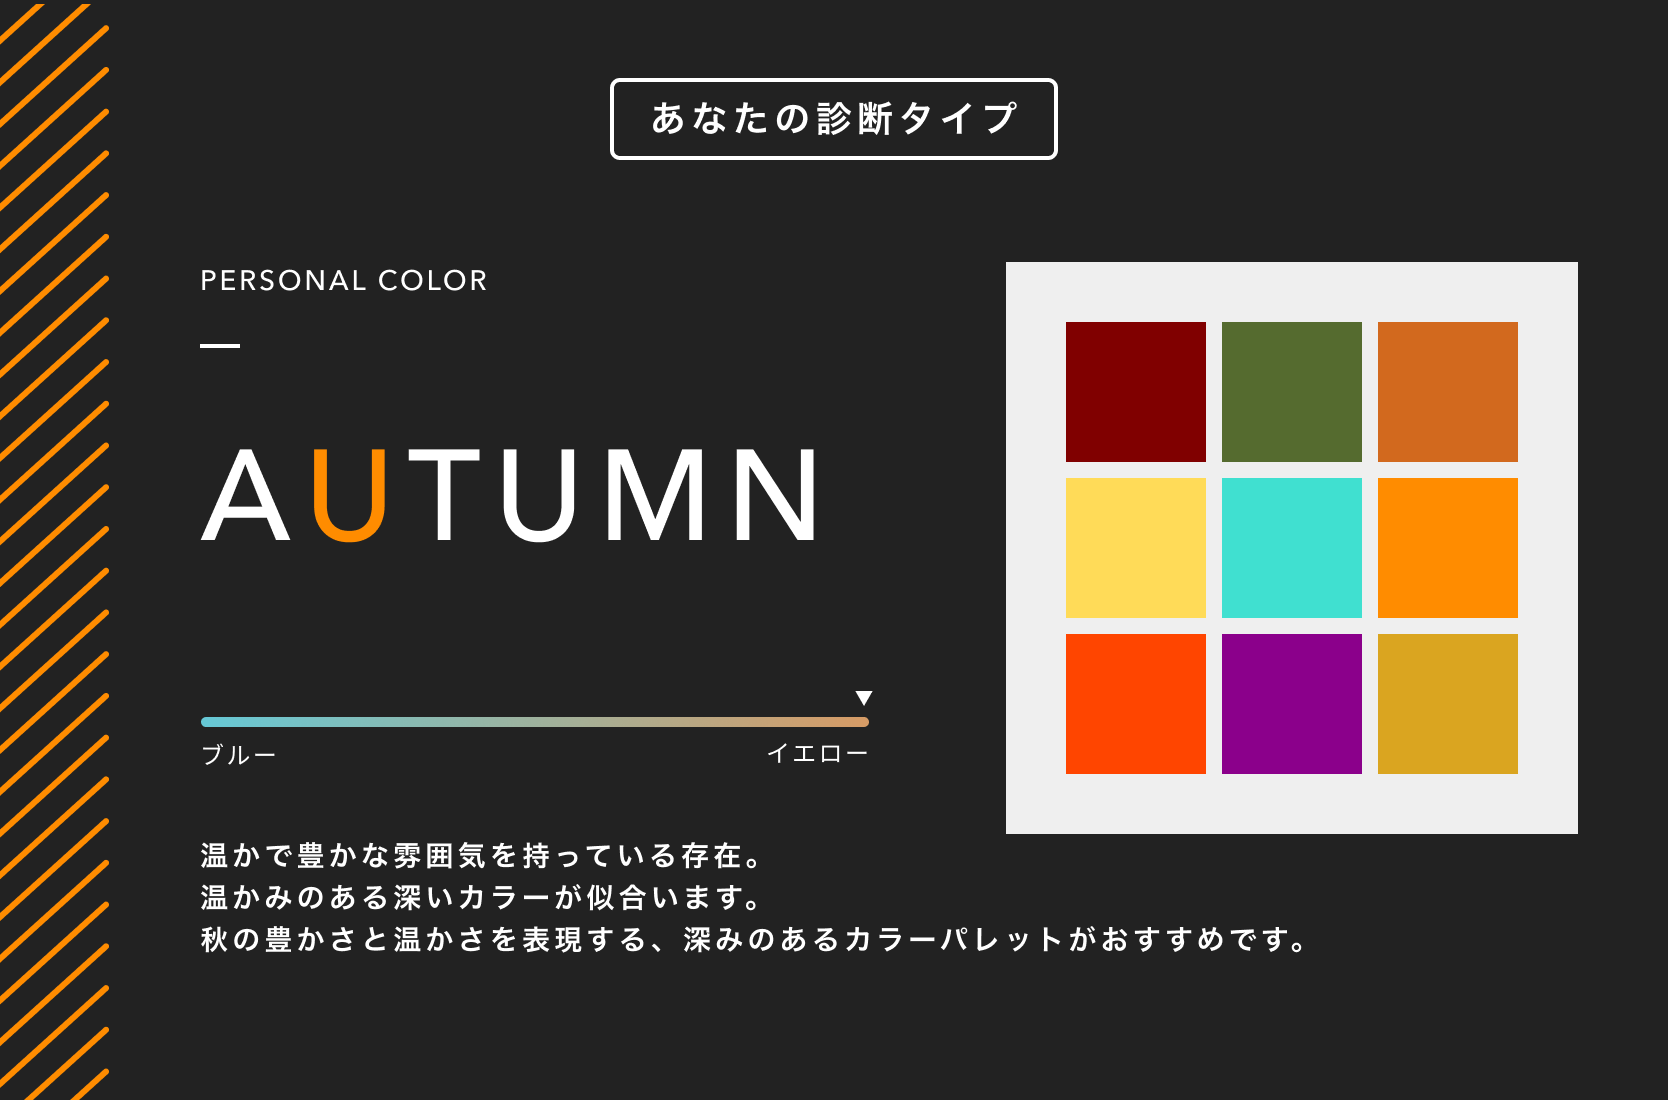 あなたの診断タイプ
PERSONAL COLOR
AUTUMN
ブルー
イエロー
温かで豊かな雰囲気を持っている存在。
温かみのある深いカラーが似合います。
秋の豊かさと温かさを表現する、深みのあるカラーパレットがおすすめです。